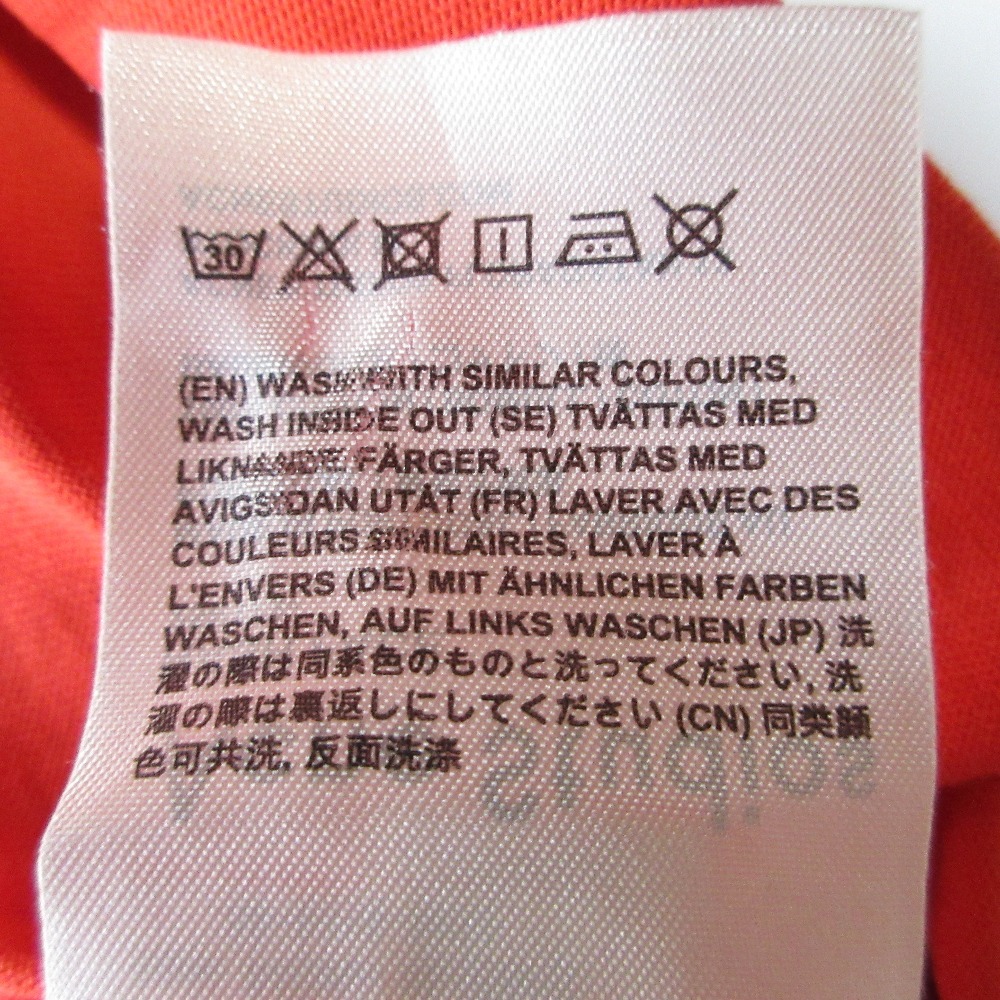 30
(EN) WASH WITH SIMILAR COLOURS,
WASH INSIDE OUT (SE) TVÄTTAS MED
LIKNANDE FÄRGER, TVÄTTAS MED
AVIGSIDAN UTÅT (FR) LAVER AVEC DES
COULEURS SIMILAIRES, LAVER À
L'ENVERS (DE) MIT ÄHNLICHEN FARBEN
WASCHEN, AUF LINKS WASCHEN (JP) 洗
濯の際は同系色のものと洗ってください, 洗
濯の際は裏返しにしてください (CN) 同类颜
色可共洗, 反面洗涤